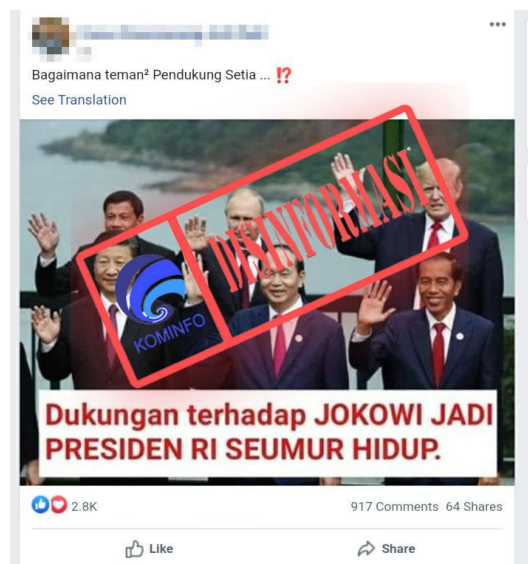 Bagaimana teman² Pendukung Setia ... ⁉
See Translation
DISINFORMASI
KOMINFO
Dukungan terhadap JOKOWI JADI
PRESIDEN RI SEUMUR HIDUP.
2.8K
917 Comments 64 Shares
Like
Share